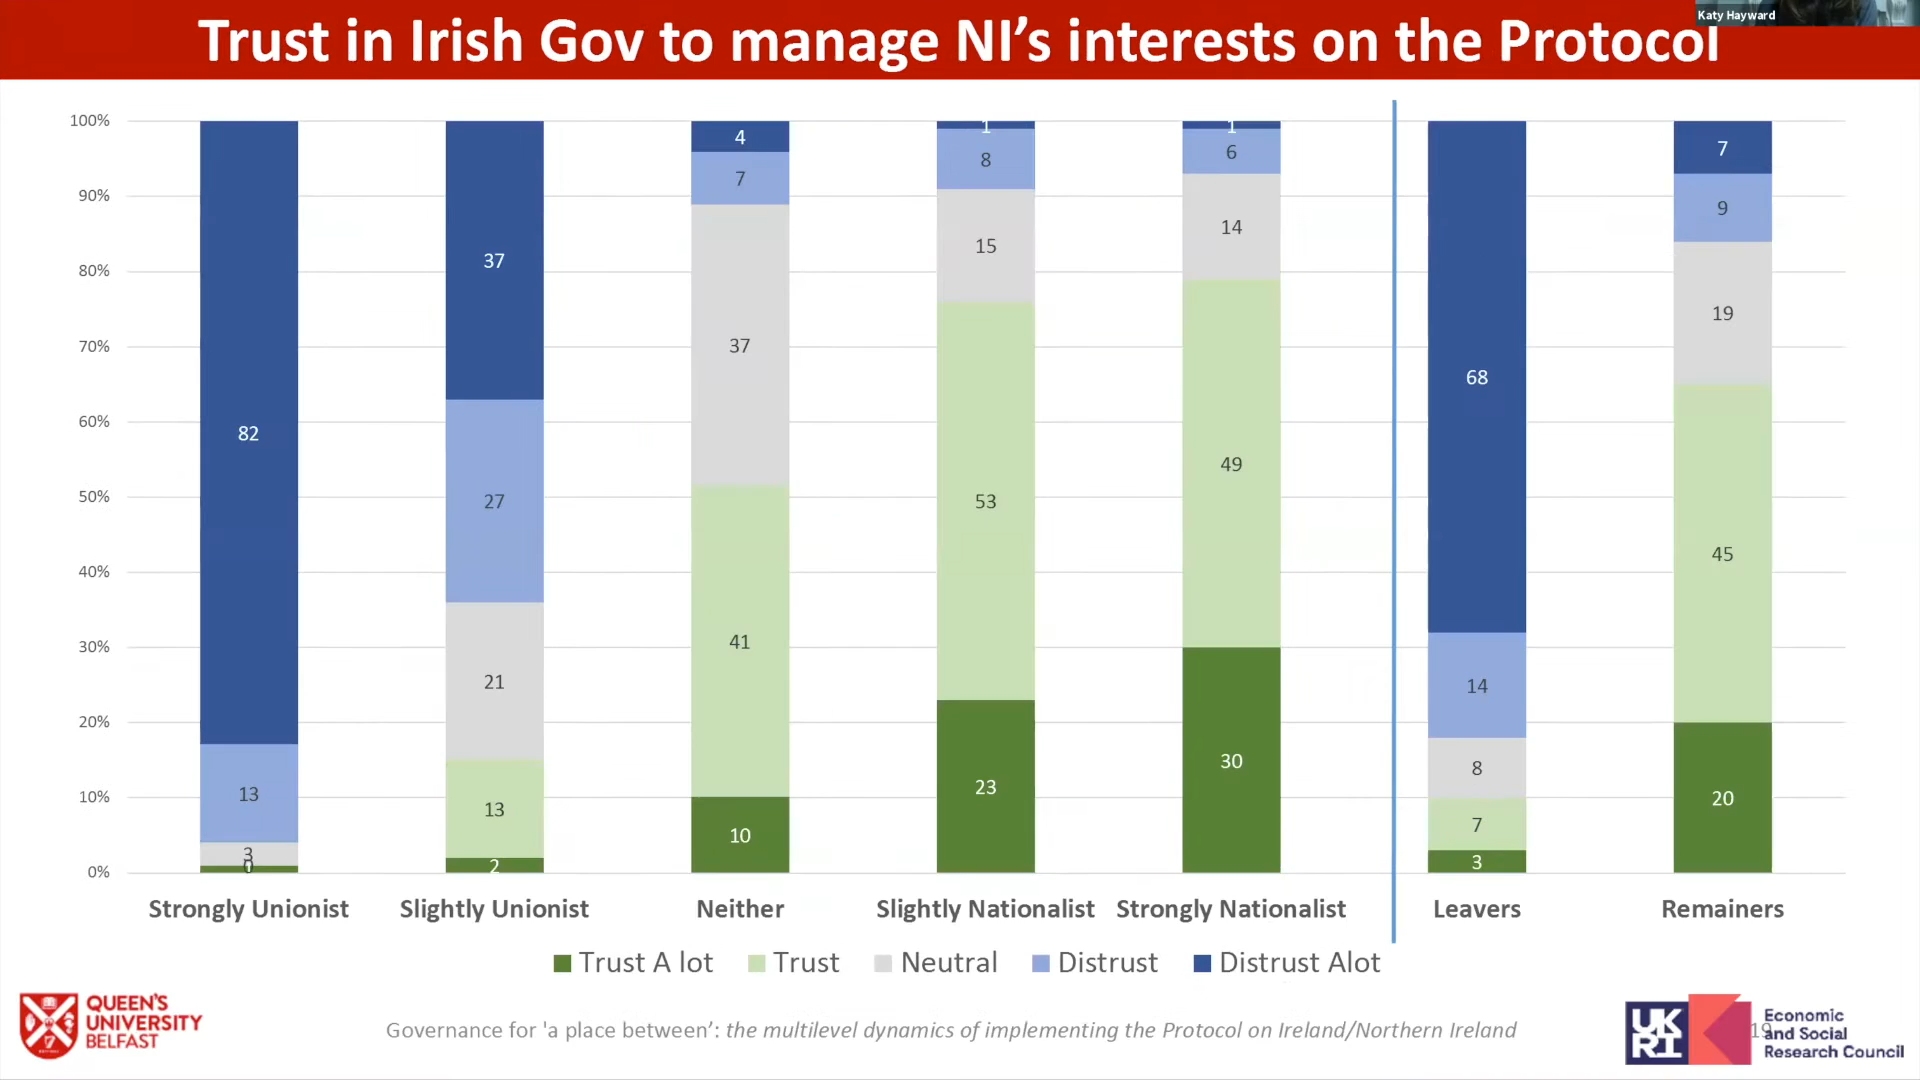 Katy Hayward
Trust in Irish Gov to manage NI’s interests on the Protocol
100%
90%
80%
70%
60%
50%
40%
30%
20%
10%
0%
82
13
3
0
37
27
21
13
2
4
7
37
41
10
1
8
15
53
23
1
6
14
49
30
68
14
8
7
3
7
9
19
45
20
Strongly Unionist
Slightly Unionist
Neither
Slightly Nationalist
Strongly Nationalist
Leavers
Remainers
Trust A lot
Trust
Neutral
Distrust
Distrust Alot
QUEEN'S
UNIVERSITY
BELFAST
Governance for 'a place between’: the multilevel dynamics of implementing the Protocol on Ireland/Northern Ireland
UK
RI
Economic
and Social
Research Council
19